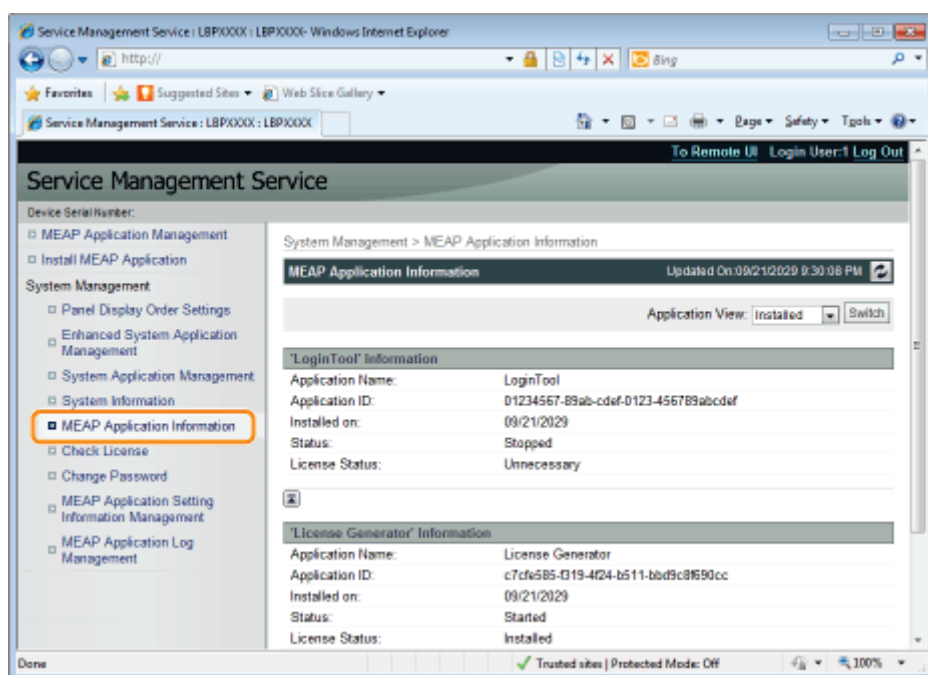 Service Management Service : LBPXXXX : LBPXXXX - Windows Internet Explorer
http://
Bing
Favorites Suggested Sites Web Slice Gallery
Service Management Service : LBPXXXX : LBPXXXX
Page Safety Tools
To Remote UI Login User:1 Log Out
Service Management Service
Device Serial Number:
MEAP Application Management
Install MEAP Application
System Management
Panel Display Order Settings
Enhanced System Application
Management
System Application Management
System Information
MEAP Application Information
Check License
Change Password
MEAP Application Setting
Information Management
MEAP Application Log
Management
System Management > MEAP Application Information
MEAP Application Information Updated On:09/21/2029 9:30:08 PM
Application View: Installed Switch
'LoginTool' Information
Application Name: LoginTool
Application ID: 01234567-89ab-cdef-0123-456789abcdef
Installed on: 09/21/2029
Status: Stopped
License Status: Unnecessary
'License Generator' Information
Application Name: License Generator
Application ID: c7cfe585-f319-4f24-b511-bbd9c8f690cc
Installed on: 09/21/2029
Status: Started
License Status: Installed
Done Trusted sites | Protected Mode: Off 100%